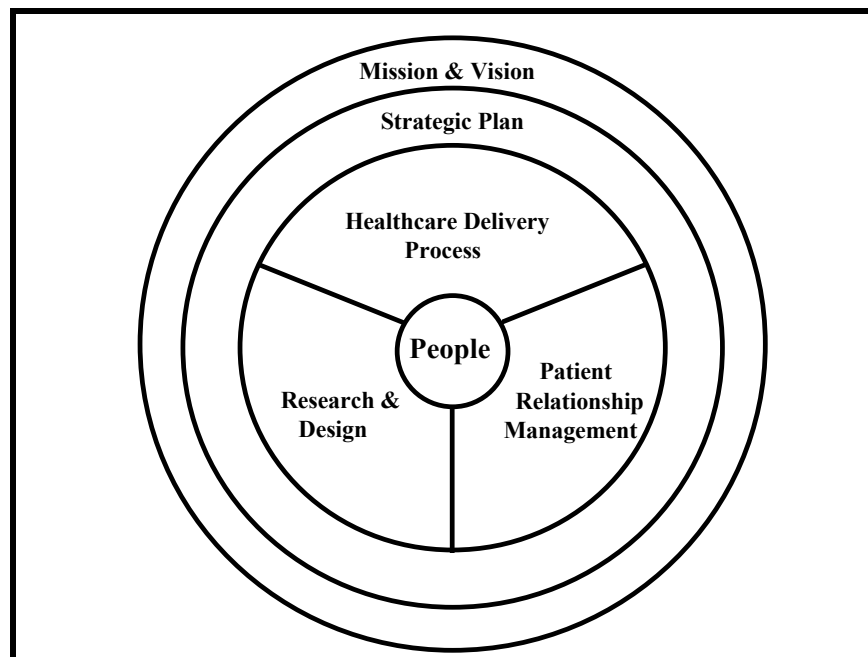 Mission & Vision
Strategic Plan
Healthcare Delivery
Process
People
Research &
Design
Patient
Relationship
Management